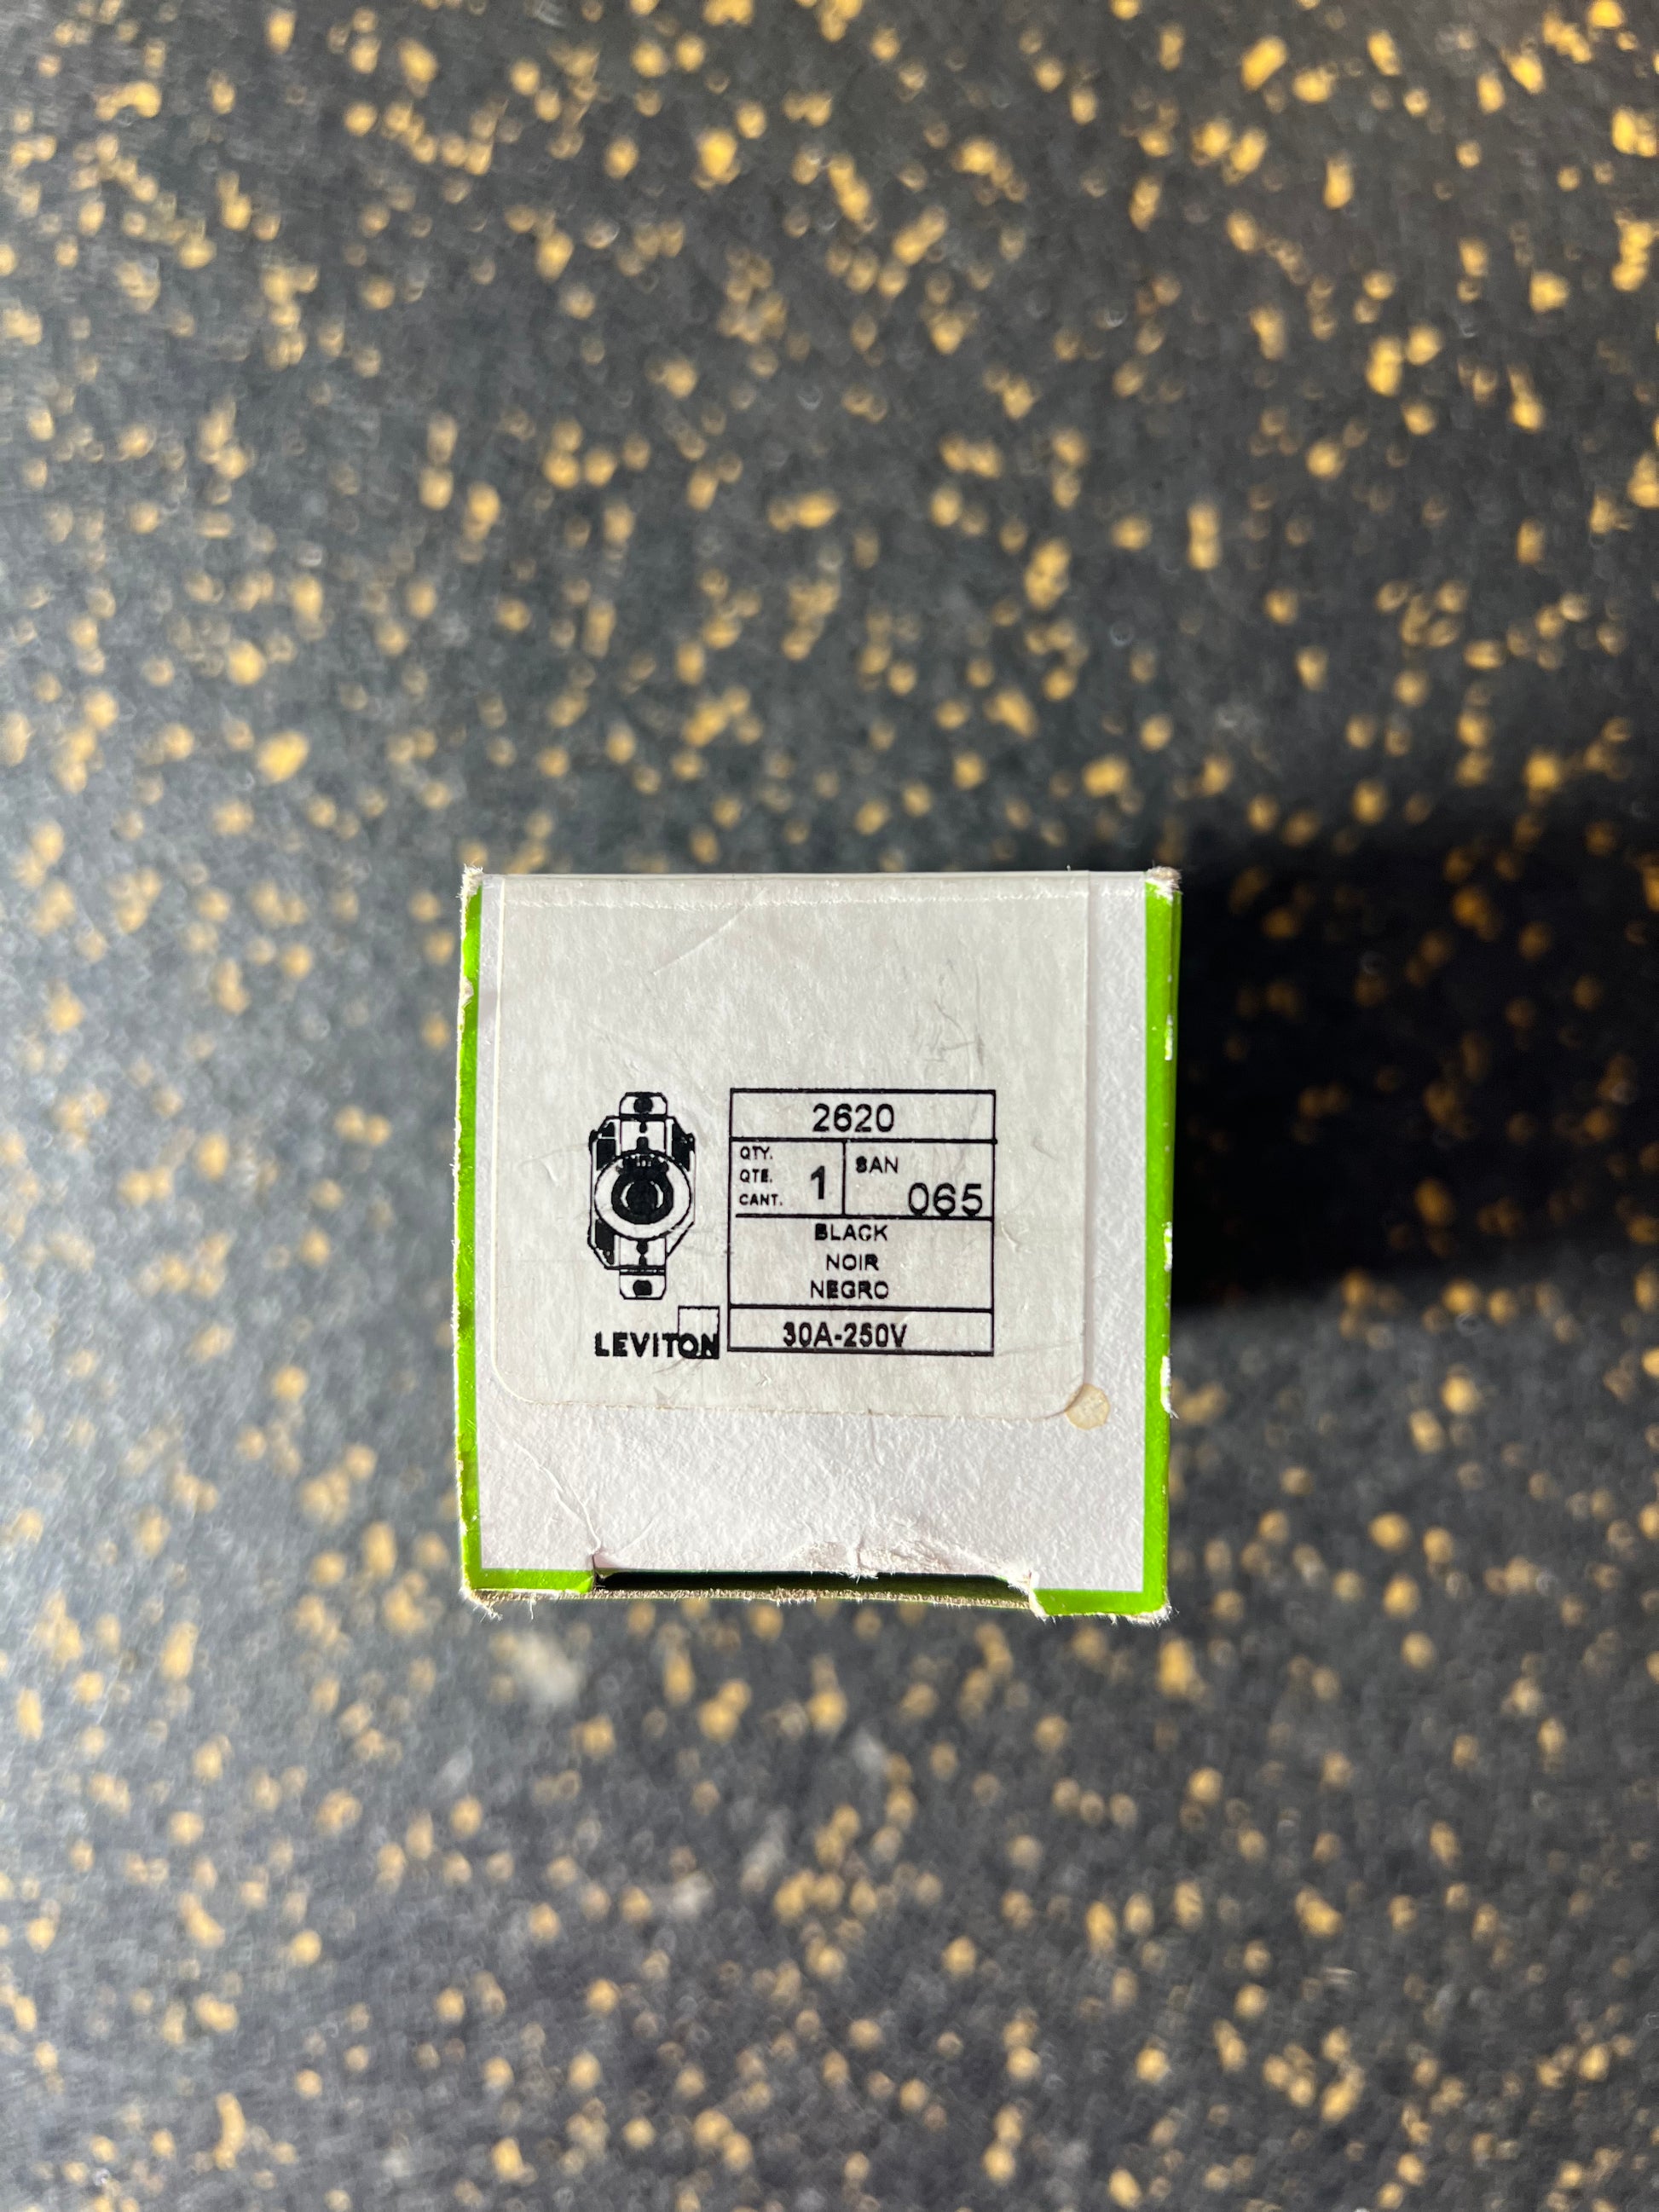 2620
QTY.
QTE.
CANT.
1
SAN
065
BLACK
NOIR
NEGRO
30A-250V
LEVITON